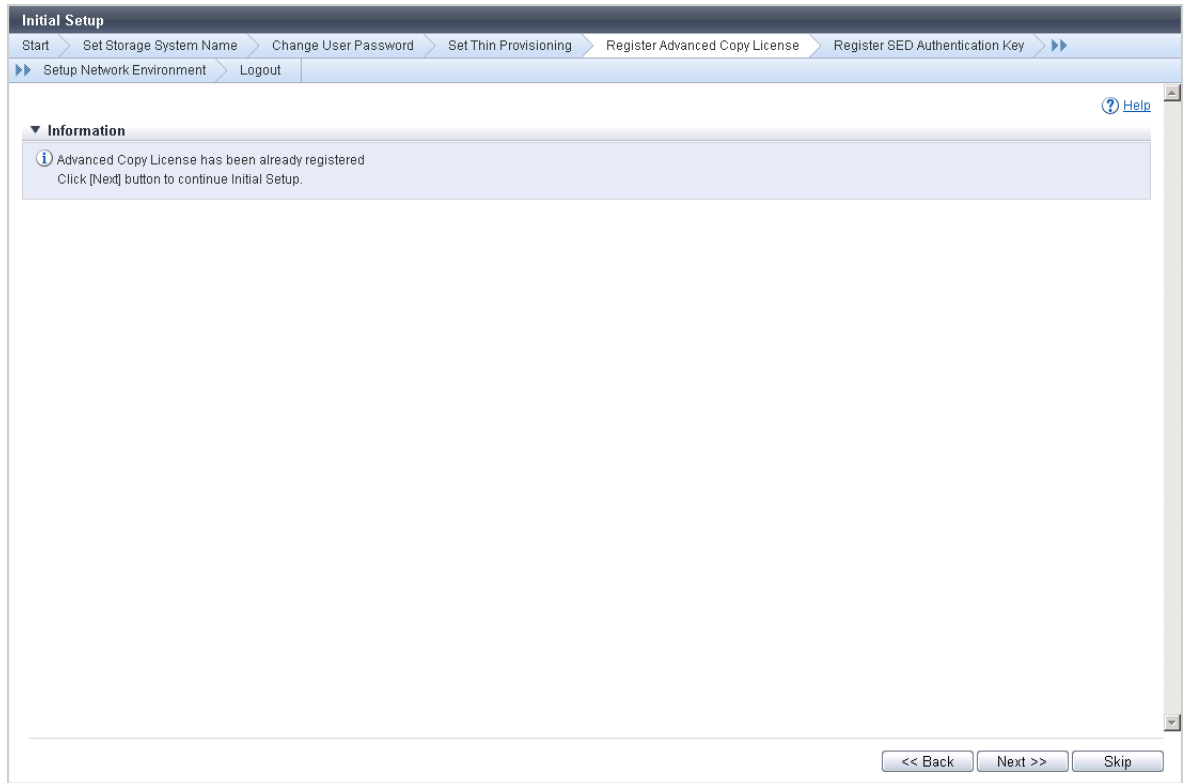 Initial Setup
Start Set Storage System Name Change User Password Set Thin Provisioning Register Advanced Copy License Register SED Authentication Key
Setup Network Environment Logout
Help
Information
Advanced Copy License has been already registered
Click [Next] button to continue Initial Setup.
<< Back Next >> Skip